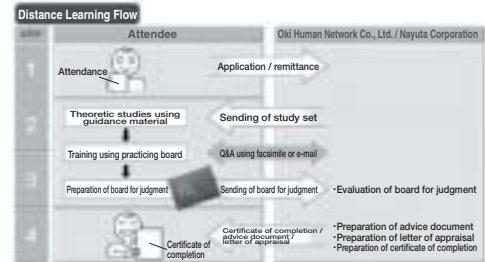 Distance Learning Flow
Attendee
Oki Human Network Co., Ltd. / Nayuta Corporation
1
Attendance
Application / remittance
2
Theoretic studies using
guidance material
Sending of study set
Training using practicing board
Q&A using facsimile or e-mail
3
Preparation of board for judgment
Sending of board for judgment
・Evaluation of board for judgment
4
Certificate of
completion
Certificate of completion /
advice document /
letter of appraisal
・Preparation of advice document
・Preparation of letter of appraisal
・Preparation of certificate of completion